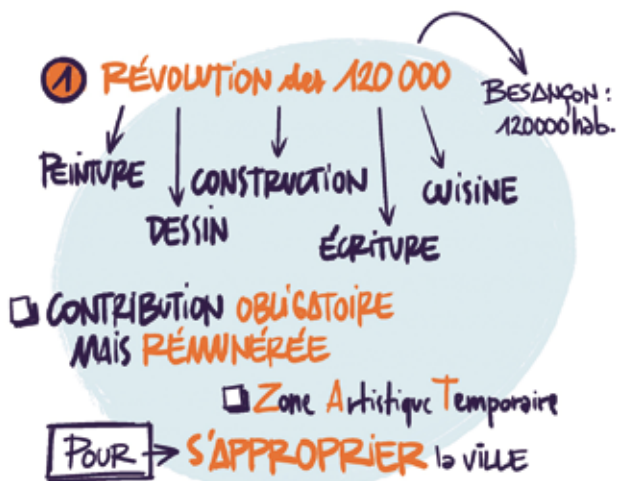 1 RÉVOLUTION des 120 000
BESANÇON :
120000 hab.
PEINTURE
CONSTRUCTION
CUISINE
DESSIN
ÉCRITURE
CONTRIBUTION OBLIGATOIRE
MAIS RÉMUNÉRÉE
Zone Artistique Temporaire
POUR S'APPROPRIER la VILLE